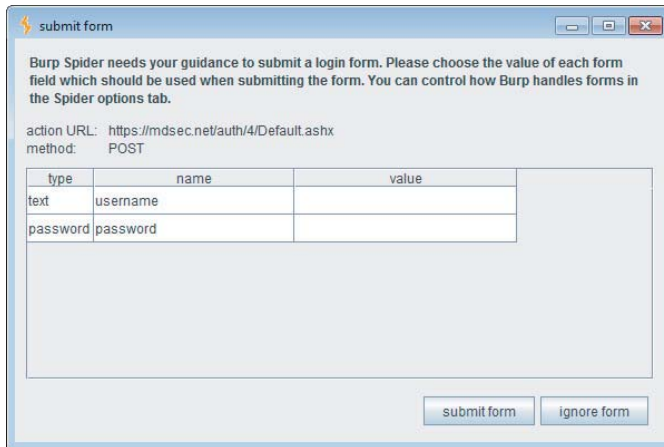 submit form
Burp Spider needs your guidance to submit a login form. Please choose the value of each form
field which should be used when submitting the form. You can control how Burp handles forms in
the Spider options tab.
action URL: https://mdsec.net/auth/4/Default.ashx
method: POST
type name value
text username
password password
submit form ignore form